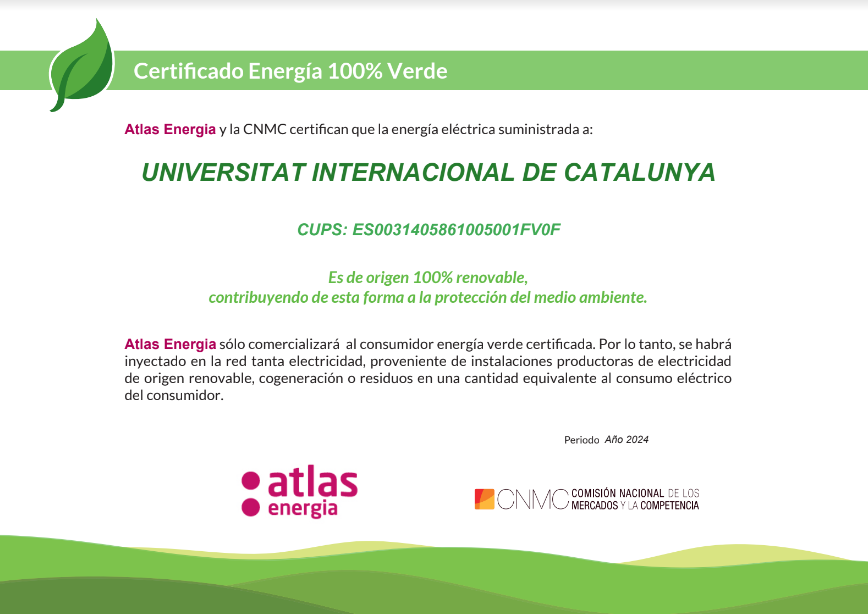 Certificado Energía 100% Verde
Atlas Energia y la CNMC certifican que la energía eléctrica suministrada a:
UNIVERSITAT INTERNACIONAL DE CATALUNYA
CUPS: ES0031405861005001FV0F
Es de origen 100% renovable,
contribuyendo de esta forma a la protección del medio ambiente.
Atlas Energia sólo comercializará al consumidor energía verde certificada. Por lo tanto, se habrá
inyectado en la red tanta electricidad, proveniente de instalaciones productoras de electricidad
de origen renovable, cogeneración o residuos en una cantidad equivalente al consumo eléctrico
del consumidor.
Periodo Año 2024
atlas
energia
CNMC COMISIÓN NACIONAL DE LOS
MERCADOS Y LA COMPETENCIA